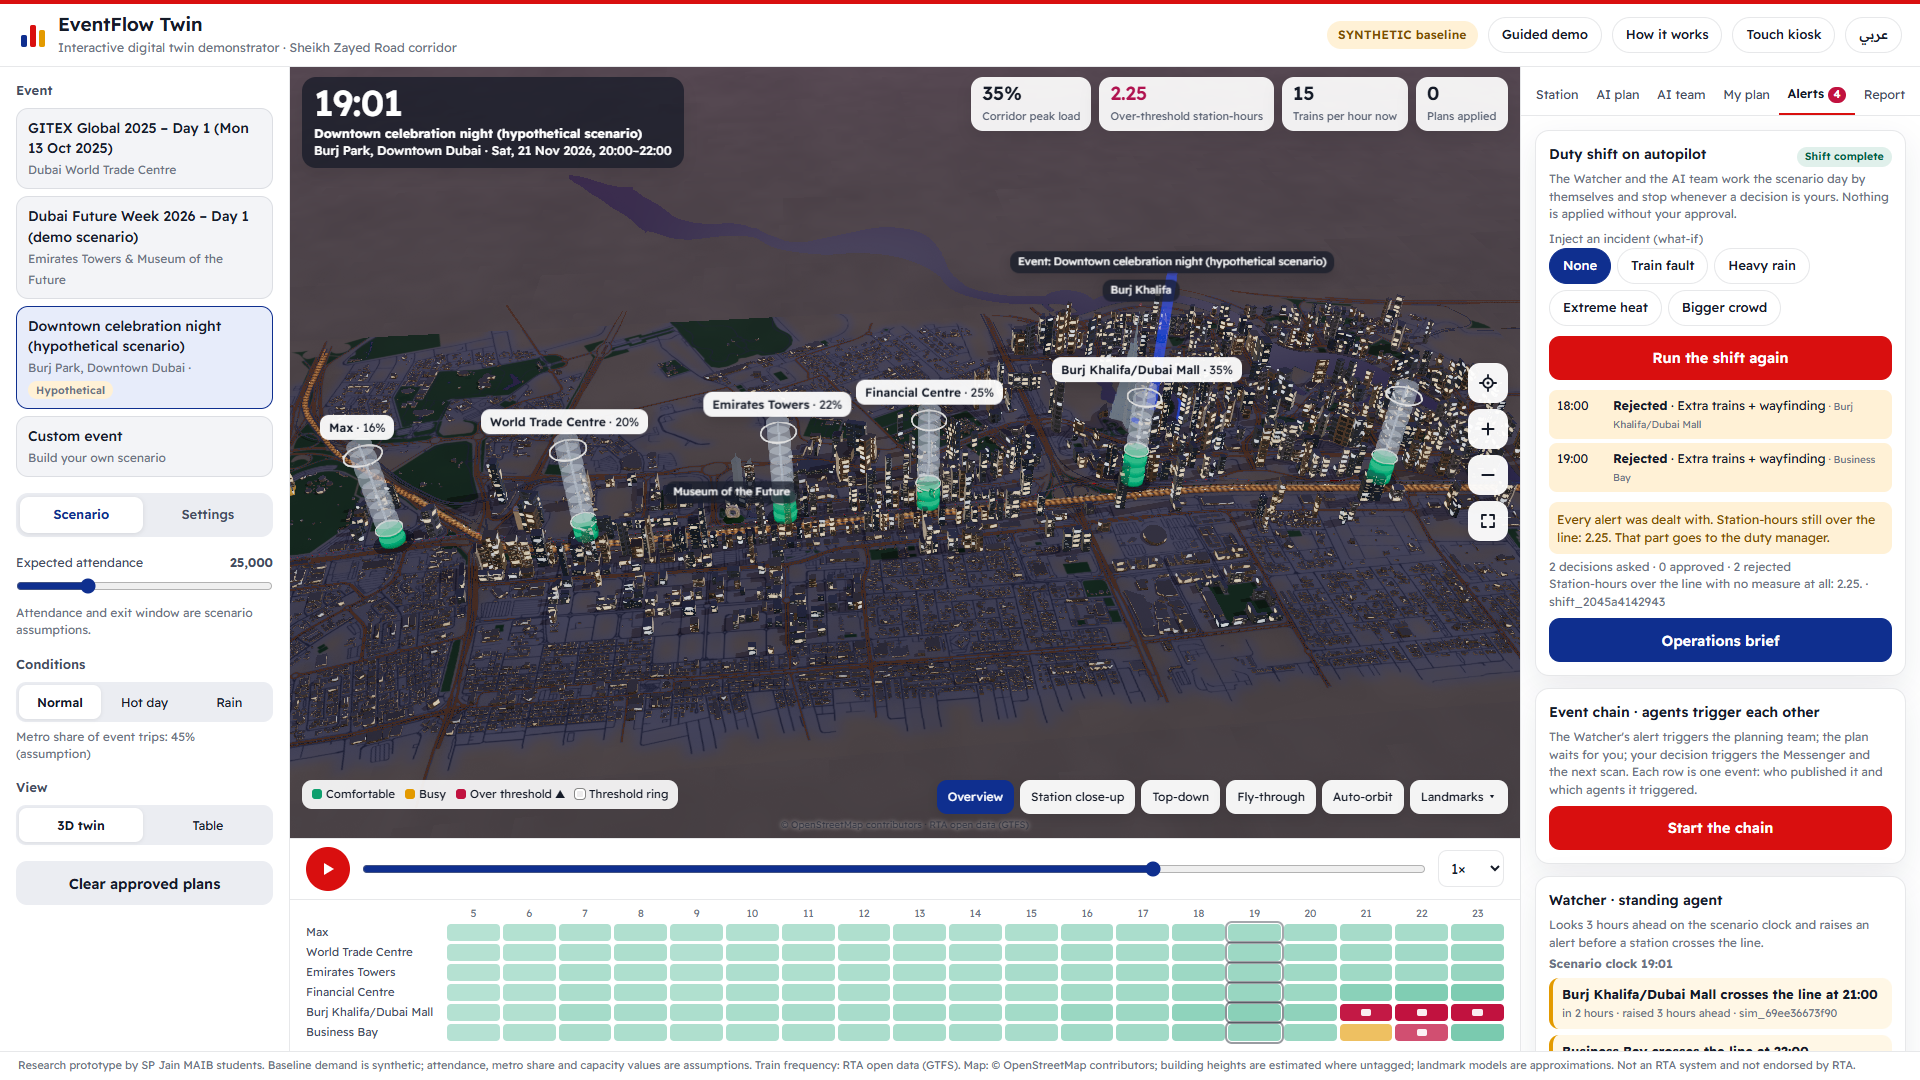 EventFlow Twin
Interactive digital twin demonstrator · Sheikh Zayed Road corridor
SYNTHETIC baseline
Guided demo
How it works
Touch kiosk
عربي
Event
GITEX Global 2025 – Day 1 (Mon
13 Oct 2025)
Dubai World Trade Centre
Dubai Future Week 2026 – Day 1
(demo scenario)
Emirates Towers & Museum of the
Future
Downtown celebration night
(hypothetical scenario)
Burj Park, Downtown Dubai ·
Hypothetical
Custom event
Build your own scenario
Scenario
Settings
Expected attendance 25,000
Attendance and exit window are scenario
assumptions.
Conditions
Normal
Hot day
Rain
Metro share of event trips: 45%
(assumption)
View
3D twin
Table
Clear approved plans
19:01
Downtown celebration night (hypothetical scenario)
Burj Park, Downtown Dubai · Sat, 21 Nov 2026, 20:00–22:00
35%
Corridor peak load
2.25
Over-threshold station-hours
15
Trains per hour now
0
Plans applied
Event: Downtown celebration night (hypothetical scenario)
Burj Khalifa
Burj Khalifa/Dubai Mall · 35%
Financial Centre · 25%
Emirates Towers · 22%
World Trade Centre · 20%
Max · 16%
Museum of the Future
Comfortable
Busy
Over threshold ▲
Threshold ring
Overview
Station close-up
Top-down
Fly-through
Auto-orbit
Landmarks
© OpenStreetMap contributors · RTA open data (GTFS)
1×
5 6 7 8 9 10 11 12 13 14 15 16 17 18 19 20 21 22 23
Max
World Trade Centre
Emirates Towers
Financial Centre
Burj Khalifa/Dubai Mall
Business Bay
Station
AI plan
AI team
My plan
Alerts 4
Report
Duty shift on autopilot
Shift complete
The Watcher and the AI team work the scenario day by
themselves and stop whenever a decision is yours. Nothing
is applied without your approval.
Inject an incident (what-if)
None
Train fault
Heavy rain
Extreme heat
Bigger crowd
Run the shift again
18:00 Rejected · Extra trains + wayfinding · Burj
Khalifa/Dubai Mall
19:00 Rejected · Extra trains + wayfinding · Business
Bay
Every alert was dealt with. Station-hours still over the
line: 2.25. That part goes to the duty manager.
2 decisions asked · 0 approved · 2 rejected
Station-hours over the line with no measure at all: 2.25. ·
shift_2045a4142943
Operations brief
Event chain · agents trigger each other
The Watcher's alert triggers the planning team; the plan
waits for you; your decision triggers the Messenger and
the next scan. Each row is one event: who published it and
which agents it triggered.
Start the chain
Watcher · standing agent
Looks 3 hours ahead on the scenario clock and raises an
alert before a station crosses the line.
Scenario clock 19:01
Burj Khalifa/Dubai Mall crosses the line at 21:00
in 2 hours · raised 3 hours ahead · sim_69ee36673f90
Business Bay crosses the line at 22:00
Research prototype by SP Jain MAIB students. Baseline demand is synthetic; attendance, metro share and capacity values are assumptions. Train frequency: RTA open data (GTFS). Map: © OpenStreetMap contributors; building heights are estimated where untagged; landmark models are approximations. Not an RTA system and not endorsed by RTA.